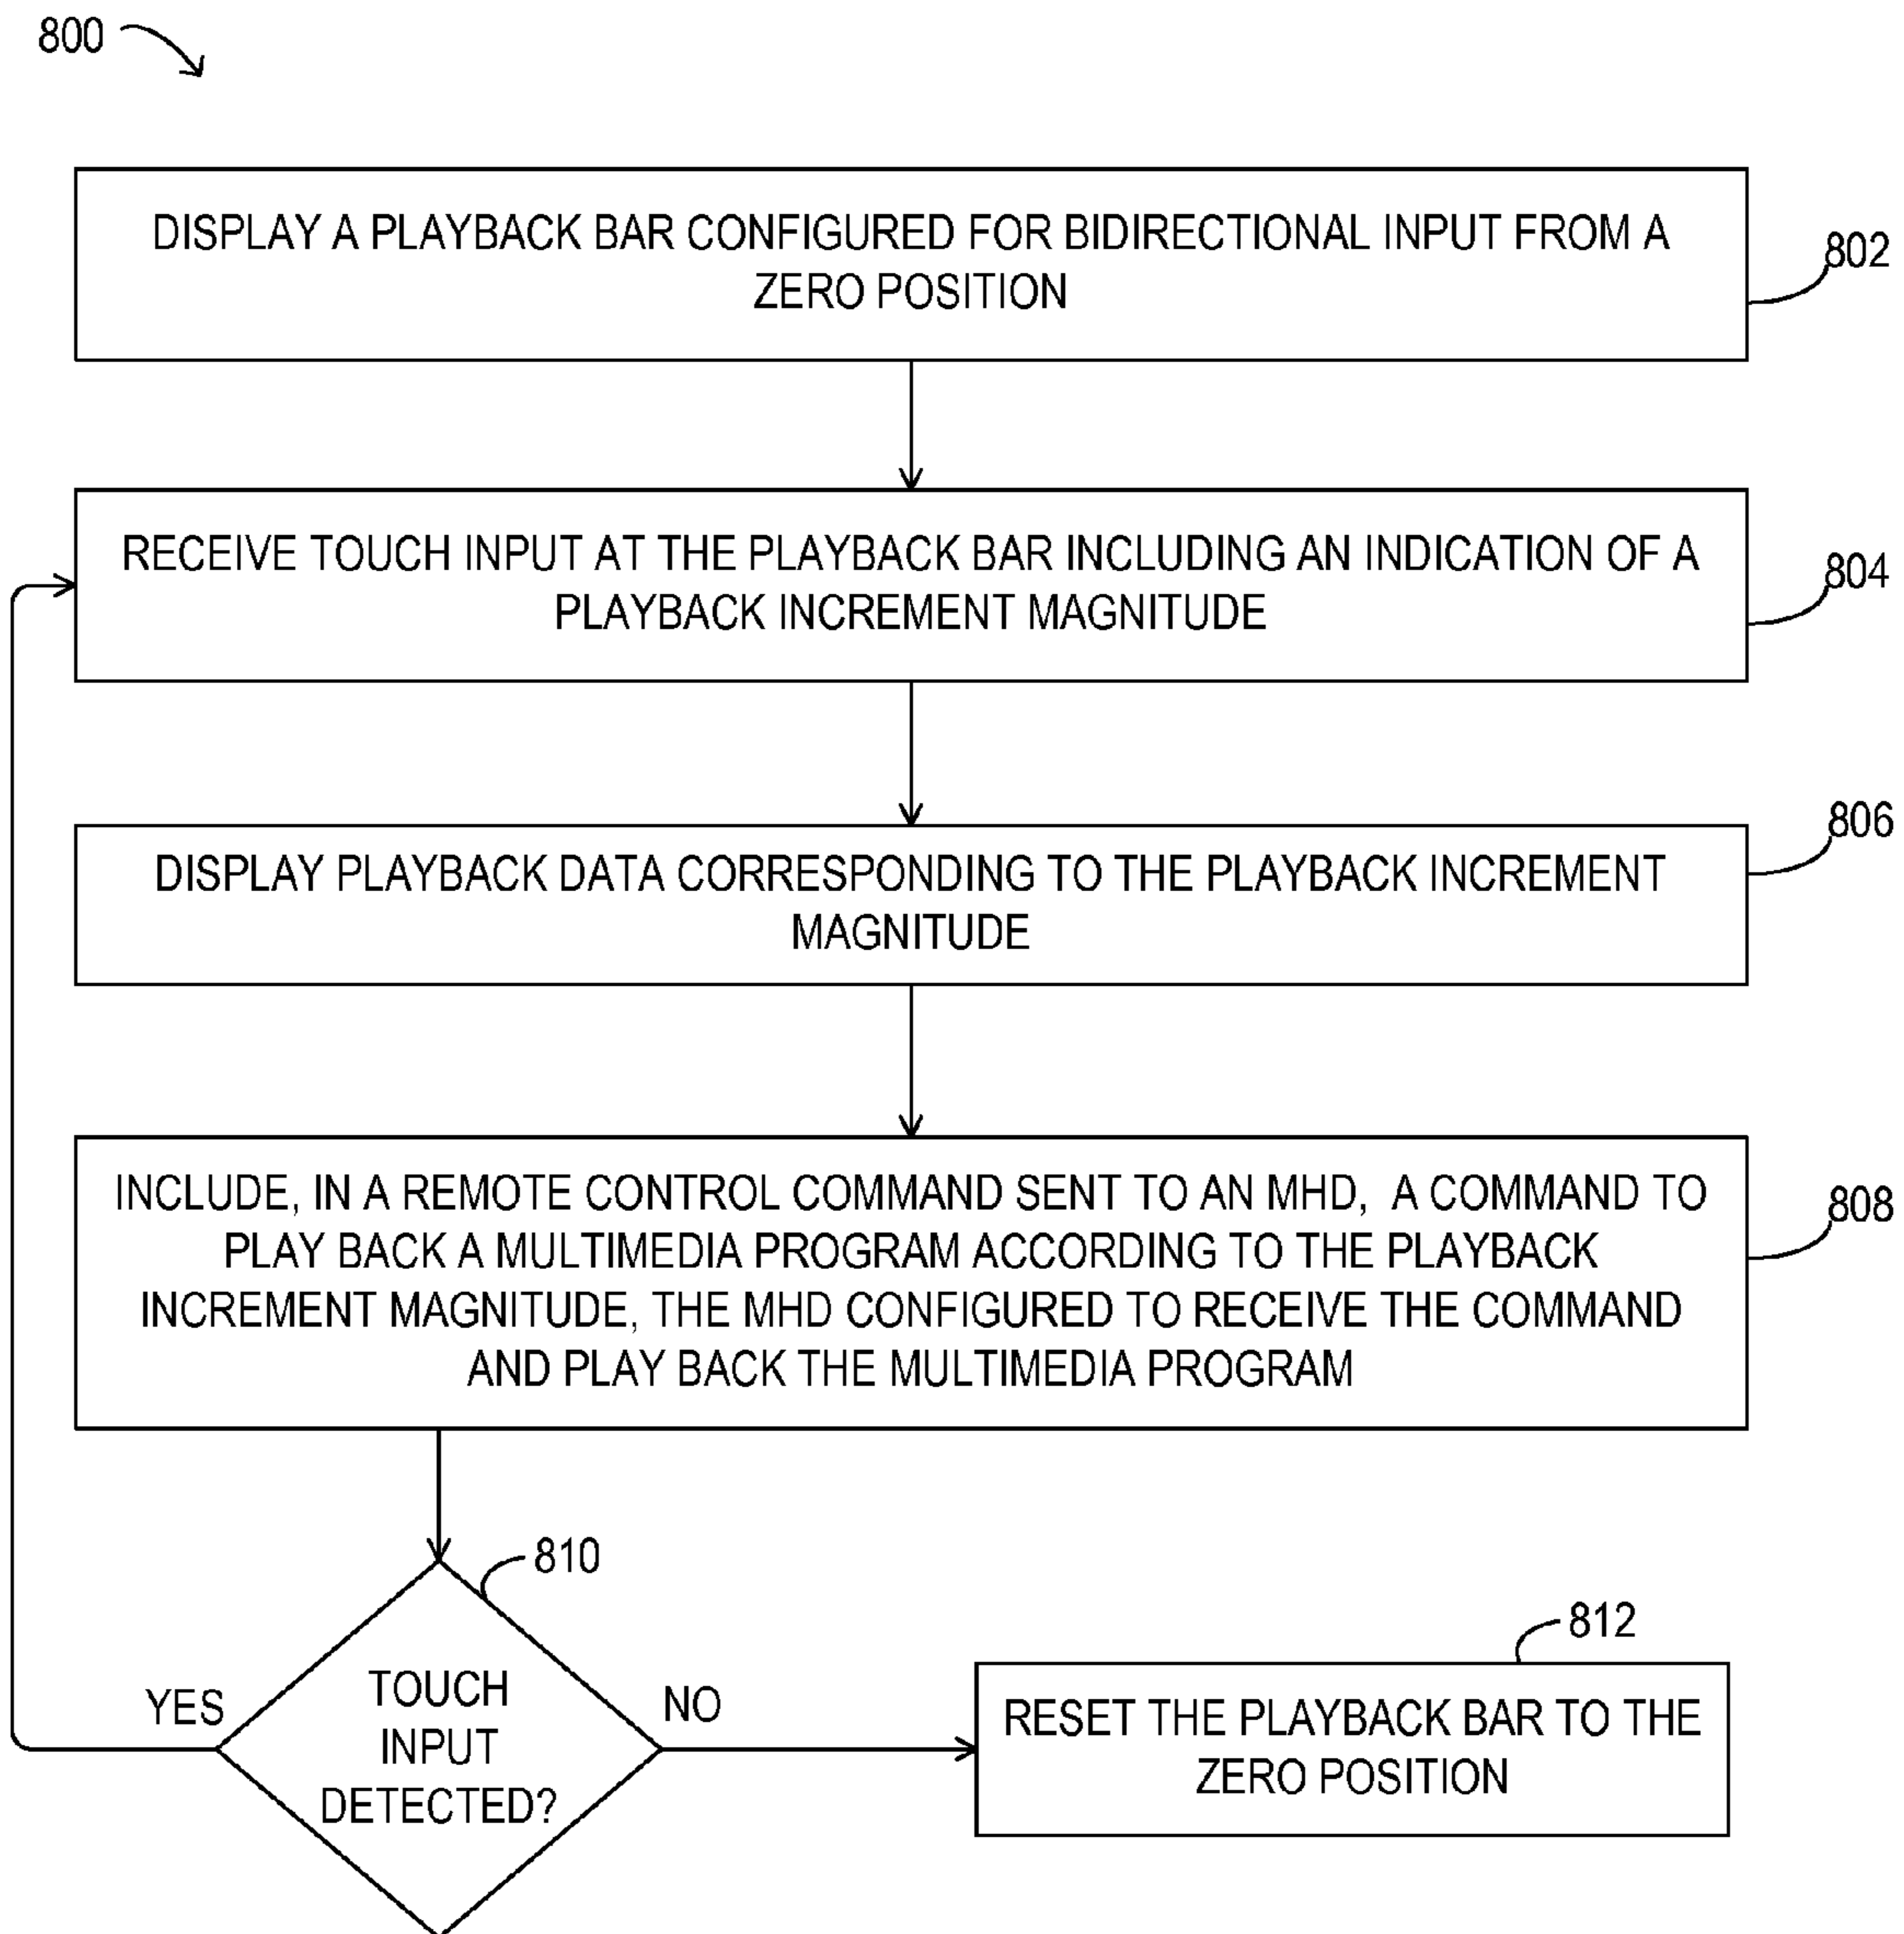 800
DISPLAY A PLAYBACK BAR CONFIGURED FOR BIDIRECTIONAL INPUT FROM A
ZERO POSITION
802
RECEIVE TOUCH INPUT AT THE PLAYBACK BAR INCLUDING AN INDICATION OF A
PLAYBACK INCREMENT MAGNITUDE
804
DISPLAY PLAYBACK DATA CORRESPONDING TO THE PLAYBACK INCREMENT
MAGNITUDE
806
INCLUDE, IN A REMOTE CONTROL COMMAND SENT TO AN MHD, A COMMAND TO
PLAY BACK A MULTIMEDIA PROGRAM ACCORDING TO THE PLAYBACK
INCREMENT MAGNITUDE, THE MHD CONFIGURED TO RECEIVE THE COMMAND
AND PLAY BACK THE MULTIMEDIA PROGRAM
808
810
TOUCH
INPUT
DETECTED?
YES
NO
812
RESET THE PLAYBACK BAR TO THE
ZERO POSITION